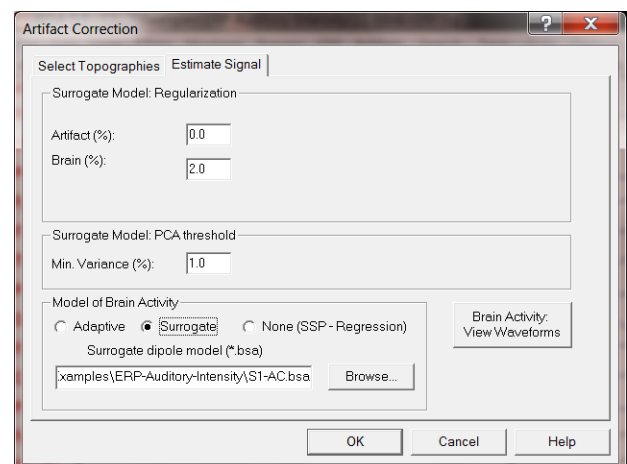 Artifact Correction
Select Topographies Estimate Signal
Surrogate Model: Regularization
Artifact (%): 0.0
Brain (%): 2.0
Surrogate Model: PCA threshold
Min. Variance (%): 1.0
Model of Brain Activity
Adaptive Surrogate None (SSP - Regression)
Surrogate dipole model (*.bsa)
xamples\ERP-Auditory-Intensity\S1-AC.bsa Browse...
Brain Activity:
View Waveforms
OK Cancel Help